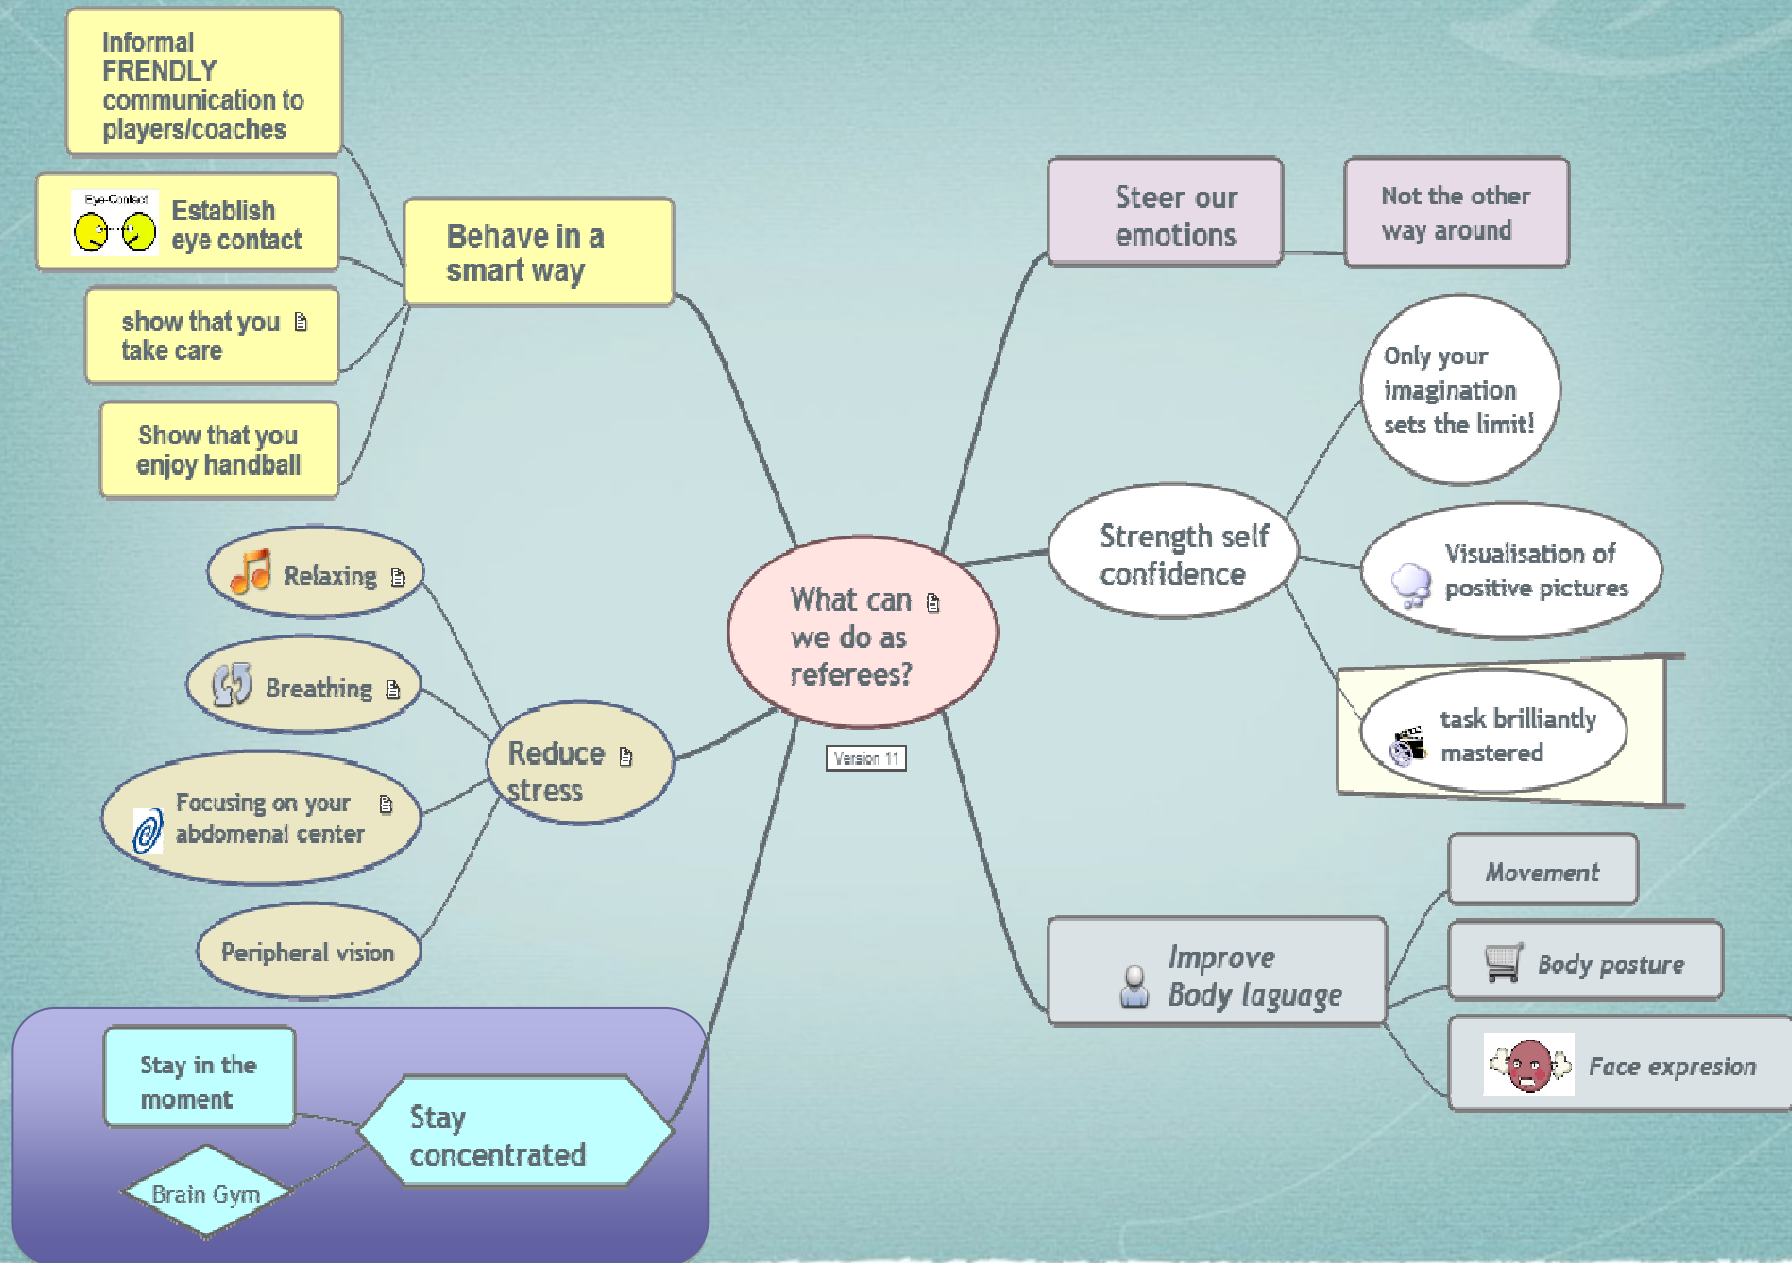 Informal
FRENDLY
communication to
players/coaches
Eye-Contact
Establish
eye contact
show that you
take care
Show that you
enjoy handball
Behave in a
smart way
Relaxing
Breathing
Focusing on your
abdomenal center
Peripheral vision
Reduce
stress
Stay in the
moment
Brain Gym
Stay
concentrated
What can
we do as
referees?
Version 11
Steer our
emotions
Not the other
way around
Strength self
confidence
Only your
imagination
sets the limit!
Visualisation of
positive pictures
task brilliantly
mastered
Improve
Body laguage
Movement
Body posture
Face expresion